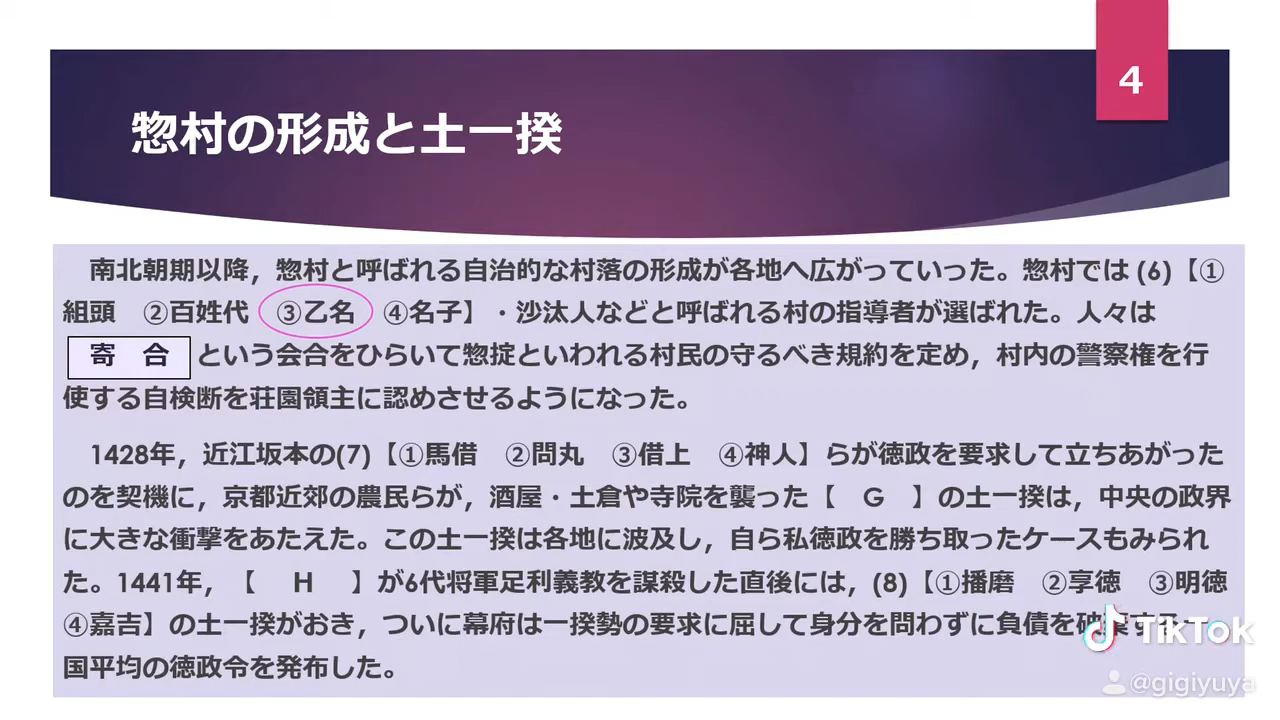 4
惣村の形成と土一揆
南北朝期以降，惣村と呼ばれる自治的な村落の形成が各地へ広がっていった。惣村では (6)【①
組頭　②百姓代　③乙名　④名子】・沙汰人などと呼ばれる村の指導者が選ばれた。人々は
寄　合 という会合をひらいて惣掟といわれる村民の守るべき規約を定め，村内の警察権を行
使する自検断を荘園領主に認めさせるようになった。
1428年，近江坂本の(7)【①馬借　②問丸　③借上　④神人】らが徳政を要求して立ちあがった
のを契機に，京都近郊の農民らが，酒屋・土倉や寺院を襲った【　G　】の土一揆は，中央の政界
に大きな衝撃をあたえた。この土一揆は各地に波及し，自ら私徳政を勝ち取ったケースもみられ
た。1441年，【　H　】が6代将軍足利義教を謀殺した直後には，(8)【①播磨　②享徳　③明徳
④嘉吉】の土一揆がおき，ついに幕府は一揆勢の要求に屈して身分を問わずに負債を破
国平均の徳政令を発布した。
TikTok
@gigiyuya